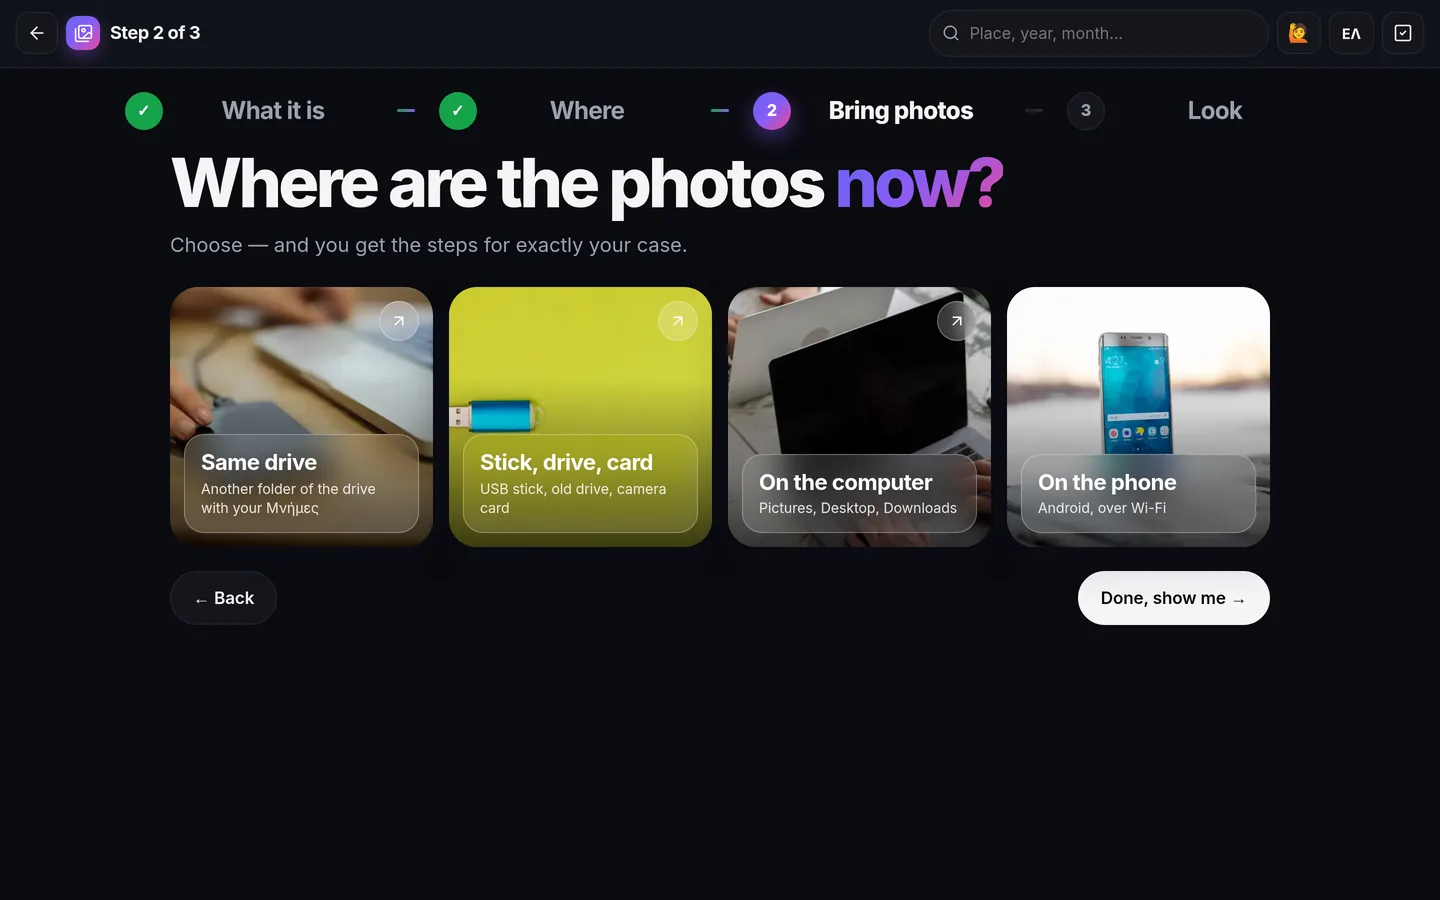 Step 2 of 3
Place, year, month...
ΕΛ
✓ What it is
✓ Where
2 Bring photos
3 Look
Where are the photos now?
Choose — and you get the steps for exactly your case.
4:27
Same drive
Another folder of the drive
with your Μνήμες
Stick, drive, card
USB stick, old drive, camera
card
On the computer
Pictures, Desktop, Downloads
On the phone
Android, over Wi-Fi
← Back
Done, show me →